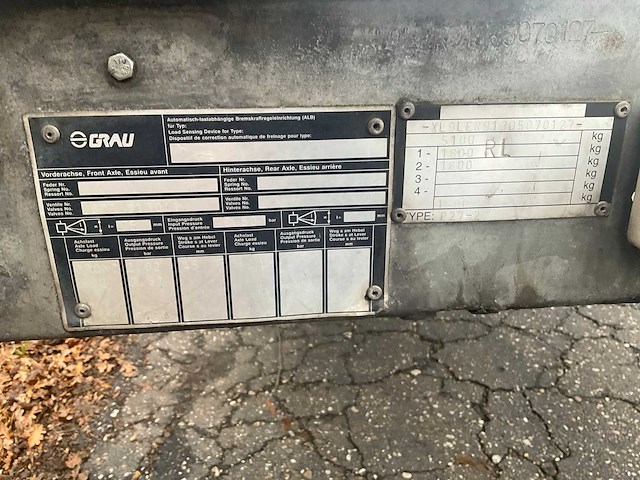 GRAU
Automatisch-lastabhängige Bremskraftregeleinrichtung (ALB)
für Typ:
Load Sensing Device for Type:
Dispositif de correction automatique de freinage pour type:
Vorderachse, Front Axle, Essieu avant
Hinterachse, Rear Axle, Essieu arrière
Feder Nr.
Spring No.
Ressort No.
Feder Nr.
Spring No.
Ressort No.
Ventile Nr.
Valves No.
Valves No.
Ventile Nr.
Valves No.
Valves No.
i= mm
Eingangsdruck
Input Pressure
Pression d'entrée
bar
i= mm
Achslast
Axle Load
Charge essieu
kg
Ausgangsdruck
Output Pressure
Pression de sortie
bar
Weg a am Hebel
Stroke s at Lever
Course s au levier
mm
Achslast
Axle Load
Charge essieu
kg
Ausgangsdruck
Output Pressure
Pression de sortie
bar
Weg a am Hebel
Stroke s at Lever
Course s au levier
mm
kg
1 - RL kg
2 - kg
3 - kg
4 - kg
TYPE: